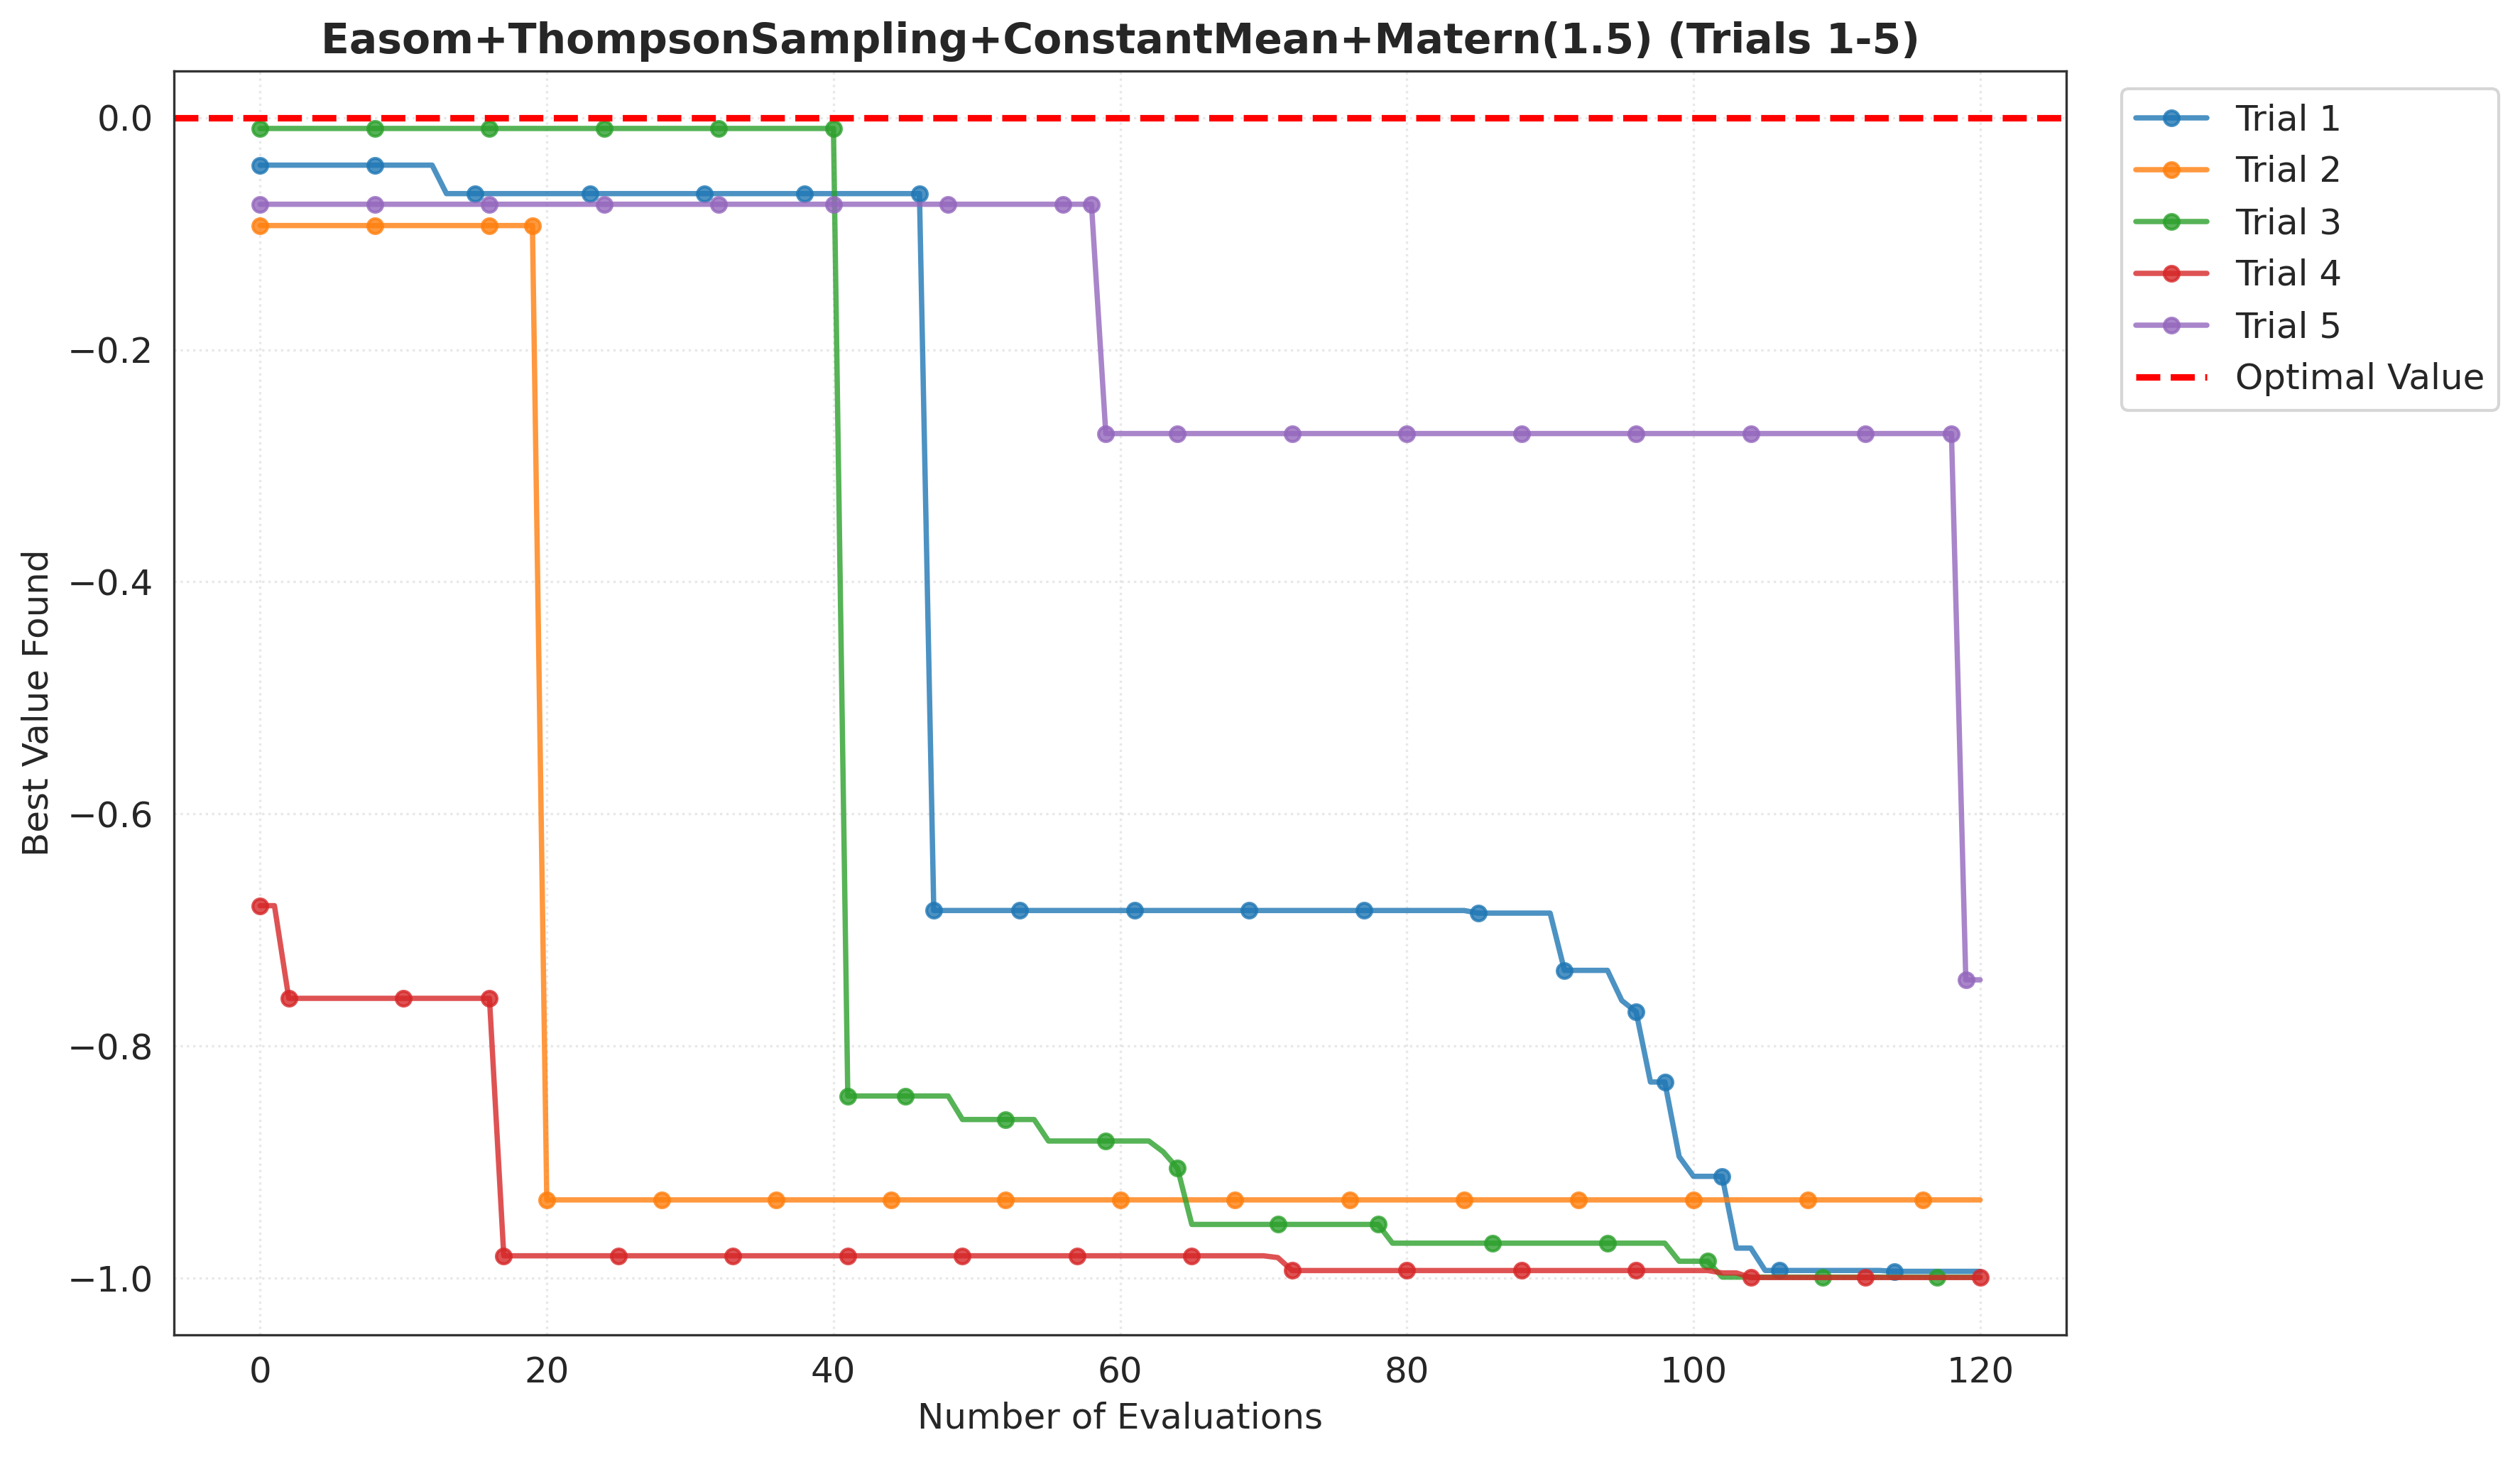 Easom+ThompsonSampling+ConstantMean+Matern(1.5) (Trials 1-5)
Best Value Found
0.0
−0.2
−0.4
−0.6
−0.8
−1.0
0 20 40 60 80 100 120
Number of Evaluations
Trial 1
Trial 2
Trial 3
Trial 4
Trial 5
Optimal Value